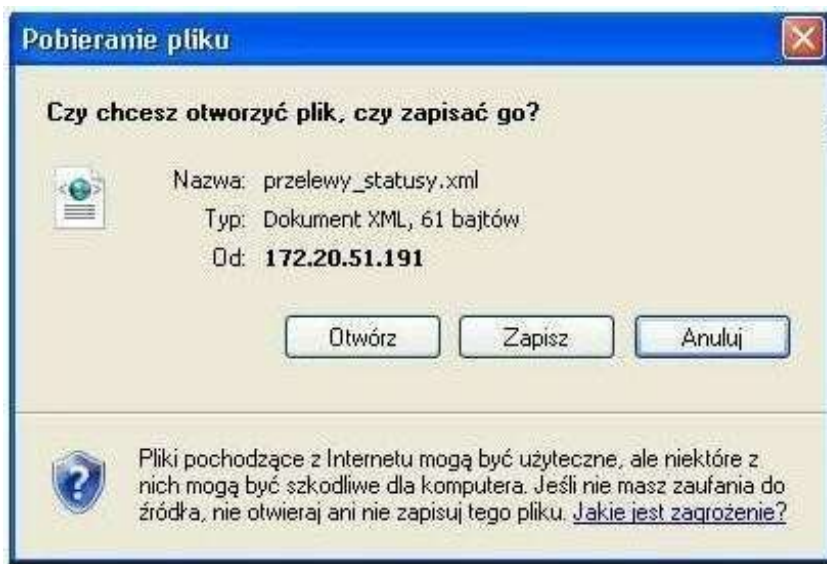 Pobieranie pliku
Czy chcesz otworzyć plik, czy zapisać go?
Nazwa: przelewy_statusy.xml
Typ: Dokument XML, 61 bajtów
Od: 172.20.51.191
Otwórz Zapisz Anuluj
Pliki pochodzące z Internetu mogą być użyteczne, ale niektóre z
nich mogą być szkodliwe dla komputera. Jeśli nie masz zaufania do
źródła, nie otwieraj ani nie zapisuj tego pliku. Jakie jest zagrożenie?